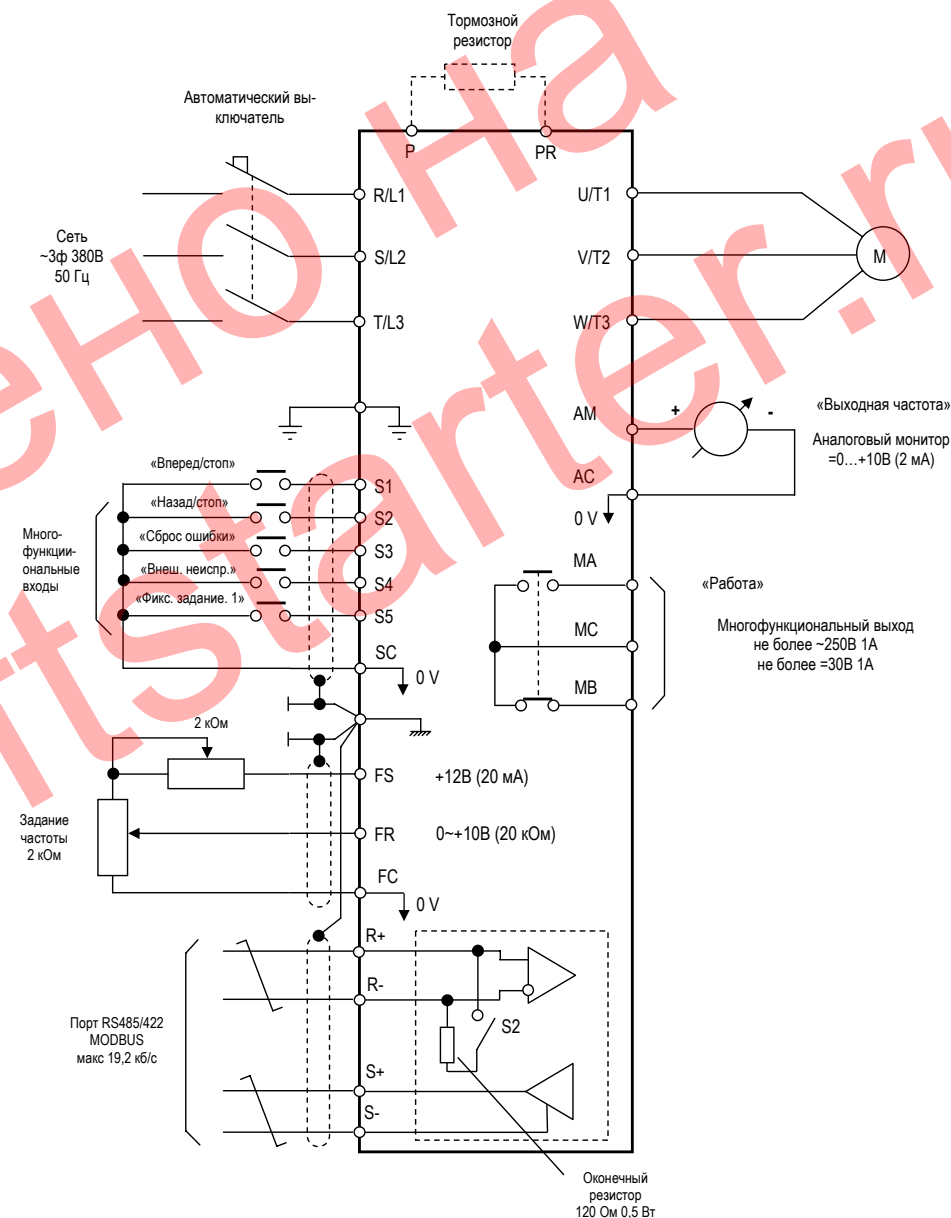 Тормозной
резистор
Автоматический вы-
ключатель
P
PR
R/L1
U/T1
Сеть
~3ф 380В
50 Гц
S/L2
V/T2
M
T/L3
W/T3
AM
+
-
«Выходная частота»
Аналоговый монитор
=0...+10В (2 мА)
AC
0 V
«Вперед/стоп»
S1
«Назад/стоп»
S2
Много-
функци-
ональные
входы
«Сброс ошибки»
S3
«Внеш. неиспр.»
S4
«Фикс. задание. 1»
S5
SC
0 V
MA
«Работа»
MC
Многофункциональный выход
не более ~250В 1А
не более =30В 1А
MB
2 кОм
FS
+12В (20 мА)
Задание
частоты
2 кОм
FR
0~+10В (20 кОм)
FC
0 V
R+
R-
S2
Порт RS485/422
MODBUS
макс 19,2 кб/с
S+
S-
Оконечный
резистор
120 Ом 0,5 Вт